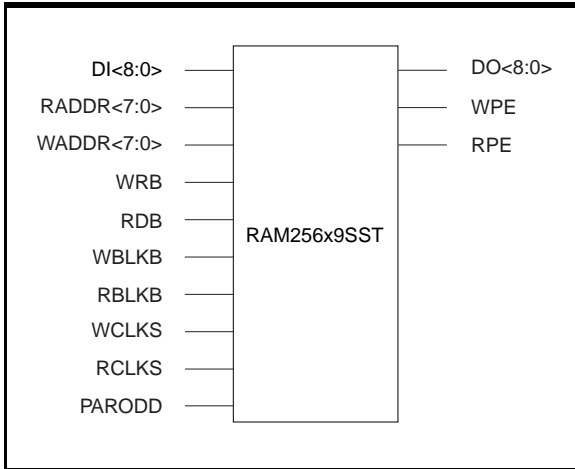 DI<8:0>
RADDR<7:0>
WADDR<7:0>
WRB
RDB
WBLKB
RBLKB
WCLKS
RCLKS
PARODD
RAM256x9SST
DO<8:0>
WPE
RPE